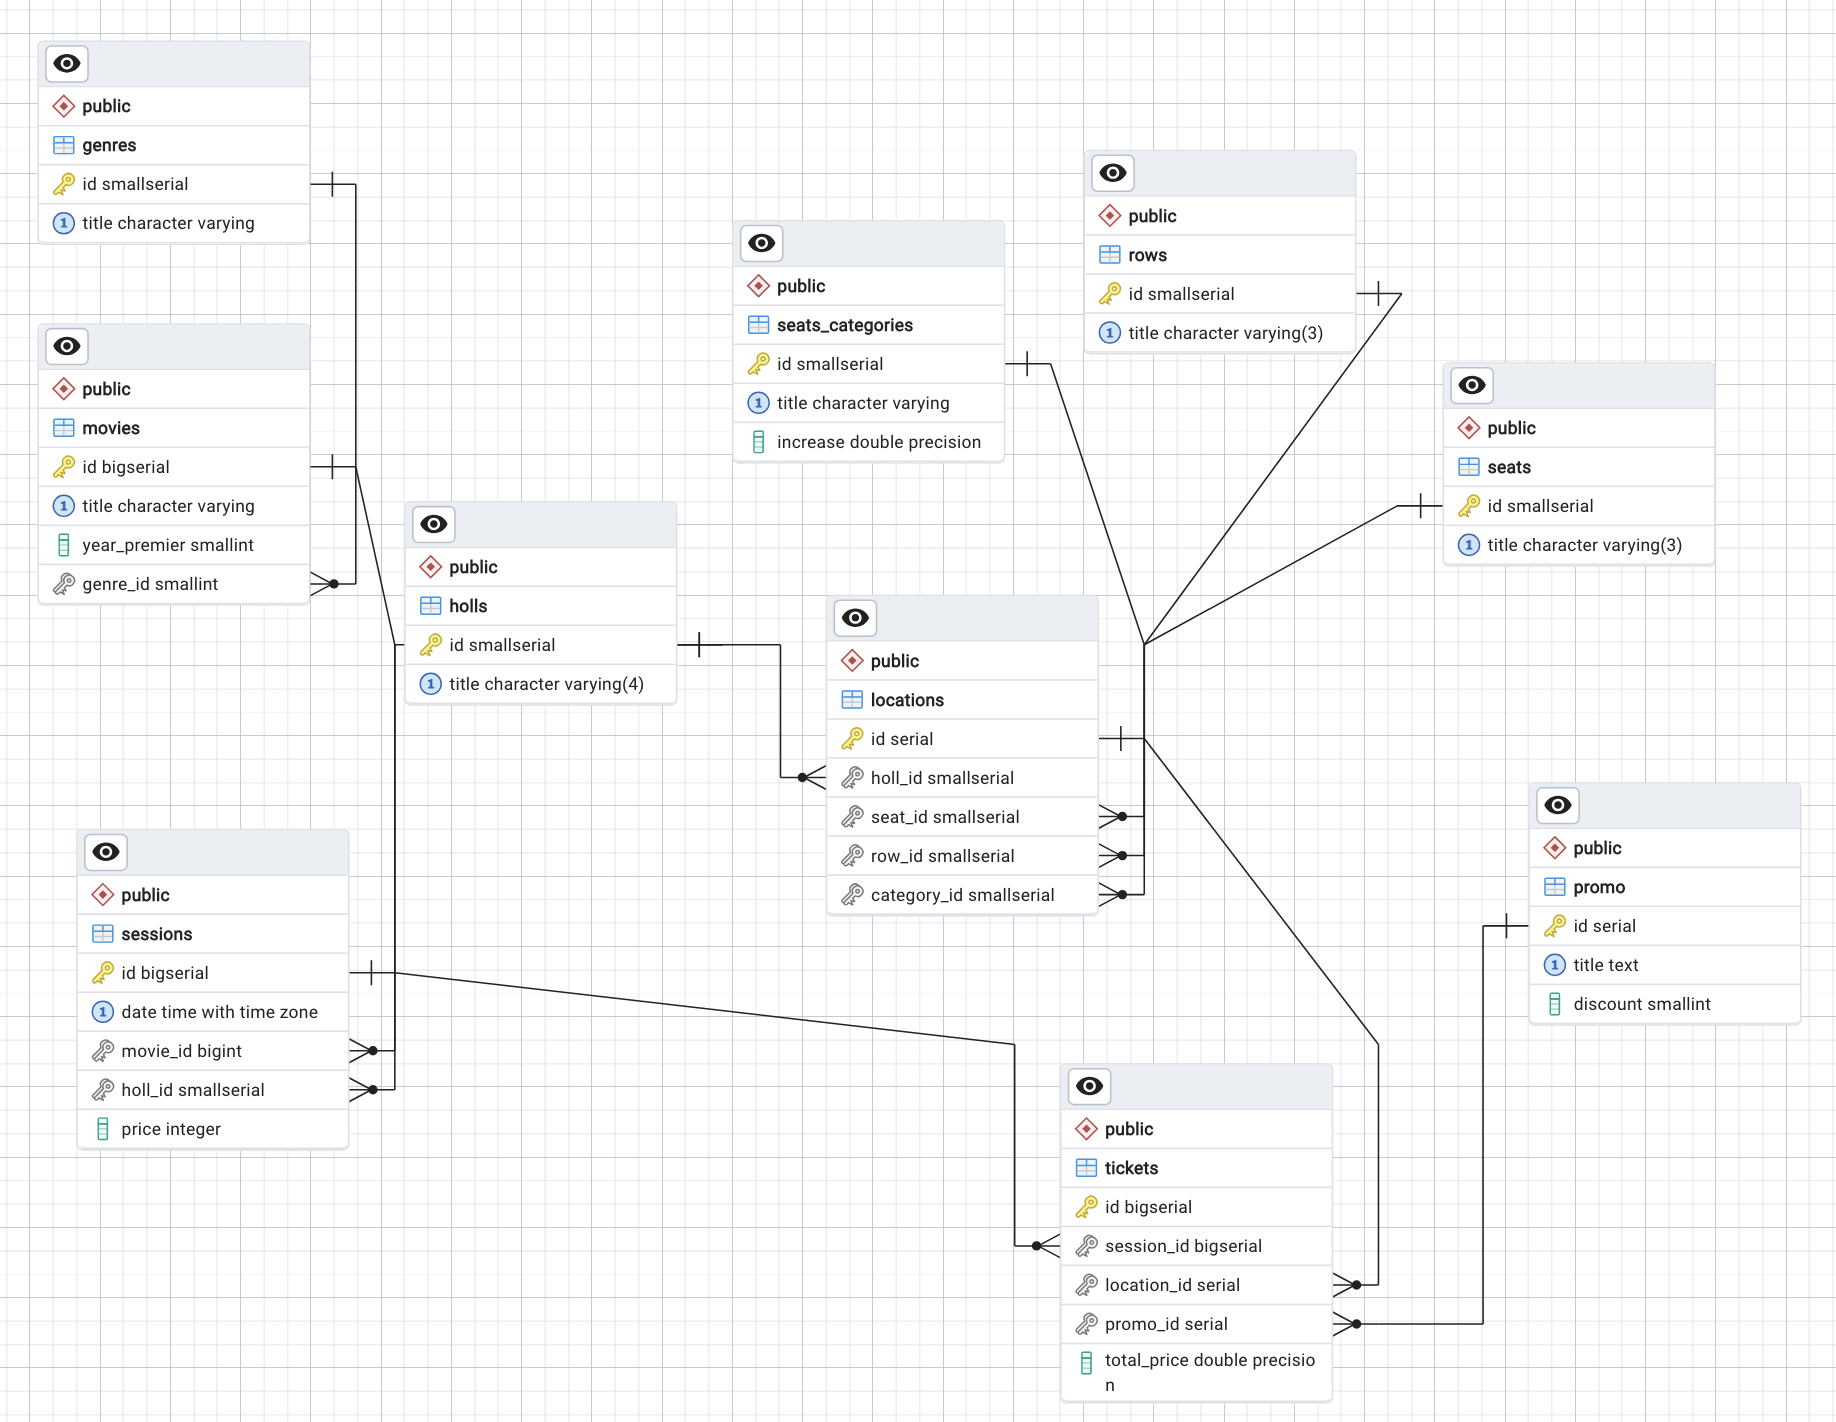 public
genres
id smallserial
1 title character varying
public
movies
id bigserial
1 title character varying
year_premier smallint
genre_id smallint
public
seats_categories
id smallserial
1 title character varying
increase double precision
public
rows
id smallserial
1 title character varying(3)
public
seats
id smallserial
1 title character varying(3)
public
holls
id smallserial
1 title character varying(4)
public
locations
id serial
holl_id smallserial
seat_id smallserial
row_id smallserial
category_id smallserial
public
sessions
id bigserial
1 date time with time zone
movie_id bigint
holl_id smallserial
price integer
public
promo
id serial
1 title text
discount smallint
public
tickets
id bigserial
session_id bigserial
location_id serial
promo_id serial
total_price double precisio
n